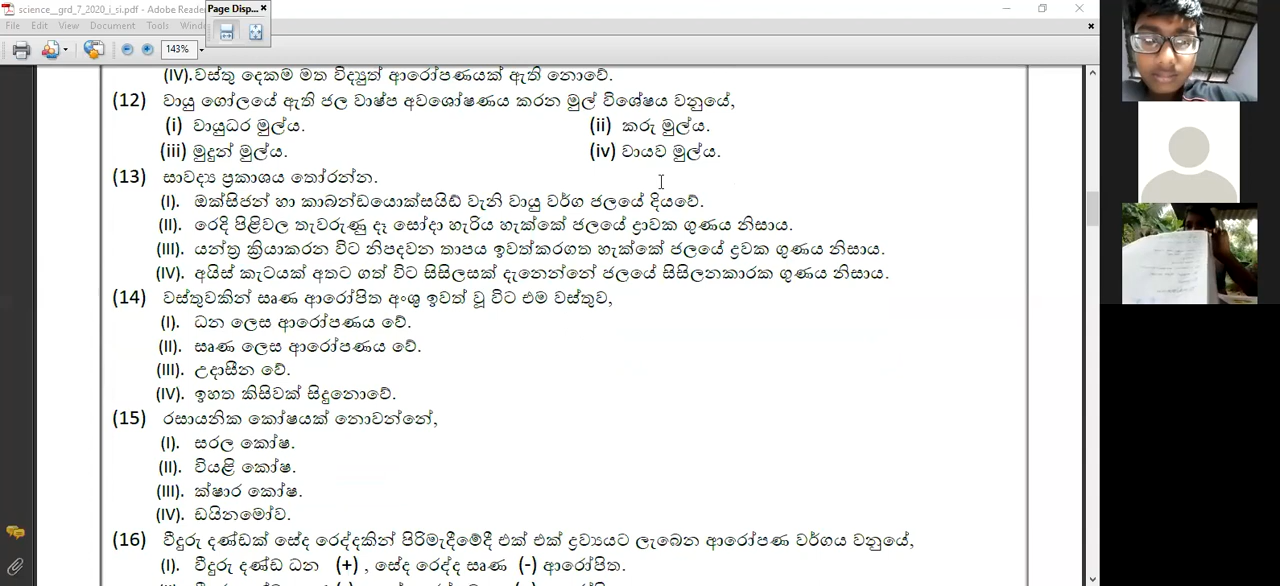 science_grd_7_2020_i_si.pdf - Adobe Reader
Page Disp...
File Edit View Document Tools Window
143%
(IV).වස්තු දෙකම මත විද්‍යුත් ආරෝපණයක් ඇති නොවේ.
(12) වායු ගෝලයේ ඇති ජල වාෂ්ප අවශෝෂණය කරන මුල් විශේෂය වනුයේ,
(i) වායුධර මුල්ය. (ii) කරු මුල්ය.
(iii) මුදුන් මුල්ය. (iv) වායව මුල්ය.
(13) සාවද්‍ය ප්‍රකාශය තෝරන්න.
(I). ඔක්සිජන් හා කාබන්ඩයොක්සයිඩ් වැනි වායු වර්ග ජලයේ දියවේ.
(II). රෙදි පිළිවල තැවරුණු දෑ සෝදා හැරිය හැක්කේ ජලයේ ද්‍රාවක ගුණය නිසාය.
(III). යන්ත්‍ර ක්‍රියාකරන විට නිපදවන තාපය ඉවත්කරගත හැක්කේ ජලයේ ද්‍රවක ගුණය නිසාය.
(IV). අයිස් කැටයක් අතට ගත් විට සිසිලසක් දැනෙන්නේ ජලයේ සිසිලනකාරක ගුණය නිසාය.
(14) වස්තුවකින් සෘණ ආරෝපිත අංශු ඉවත් වූ විට එම වස්තුව,
(I). ධන ලෙස ආරෝපණය වේ.
(II). සෘණ ලෙස ආරෝපණය වේ.
(III). උදාසීන වේ.
(IV). ඉහත කිසිවක් සිදුනොවේ.
(15) රසායනික කෝෂයක් නොවන්නේ,
(I). සරල කෝෂ.
(II). වියළි කෝෂ.
(III). ක්ෂාර කෝෂ.
(IV). ඩයිනමෝව.
(16) වීදුරු දණ්ඩක් සේද රෙද්දකින් පිරිමැදීමේදී එක් එක් ද්‍රව්‍යයට ලැබෙන ආරෝපණ වර්ගය වනුයේ,
(I). වීදුරු දණ්ඩ ධන (+) , සේද රෙද්ද සෘණ (-) ආරෝපිත.